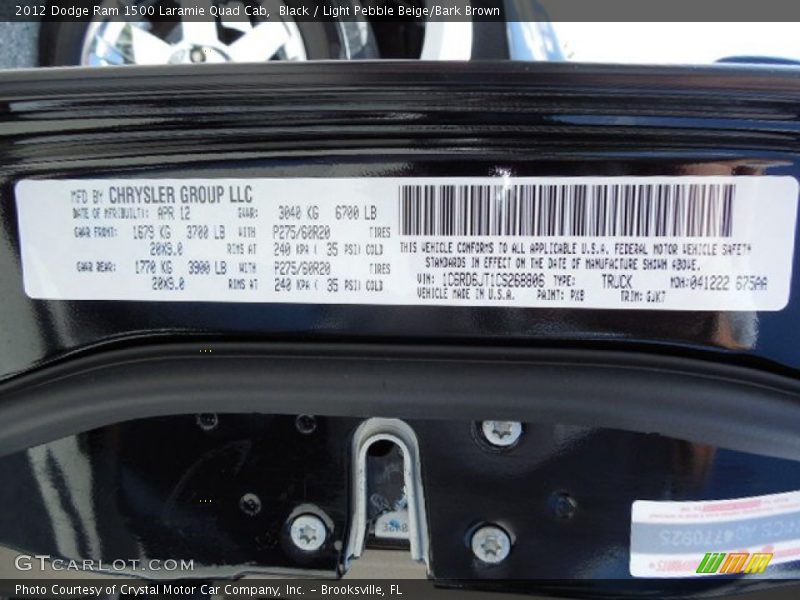 2012 Dodge Ram 1500 Laramie Quad Cab, Black / Light Pebble Beige/Bark Brown
MFD BY CHRYSLER GROUP LLC
DATE OF MFR(BUILT): APR 12 GVWR: 3040 KG 6700 LB
GAWR FRONT: 1679 KG 3700 LB WITH P275/60R20 TIRES
20X9.0 RIMS AT 240 KPA ( 35 PSI) COLD
GAWR REAR: 1770 KG 3900 LB WITH P275/60R20 TIRES
20X9.0 RIMS AT 240 KPA ( 35 PSI) COLD
THIS VEHICLE CONFORMS TO ALL APPLICABLE U.S.A. FEDERAL MOTOR VEHICLE SAFETY
STANDARDS IN EFFECT ON THE DATE OF MANUFACTURE SHOWN ABOVE.
VIN: 1C6RD6JT1CS268806 TYPE: TRUCK MDH:041222 675AA
VEHICLE MADE IN U.S.A. PAINT: PX8 TRIM: GJK7
GTCARLOT.COM
Photo Courtesy of Crystal Motor Car Company, Inc. – Brooksville, FL